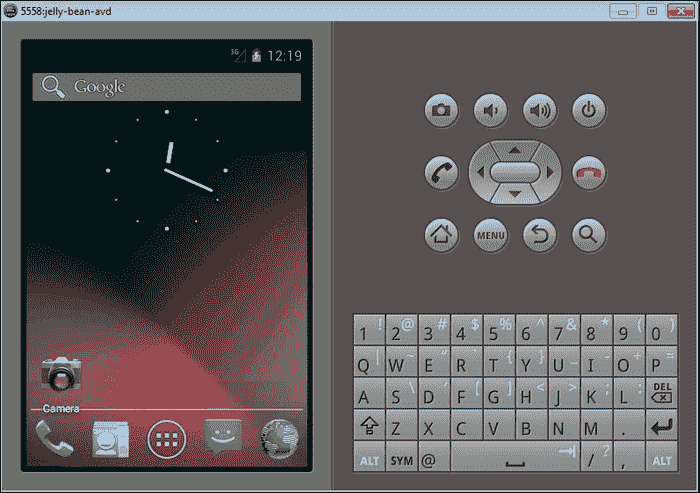 5558:jelly-bean-avd
3G 12:19
Google
Camera
MENU
1 ! 2 @ 3 # 4 $ 5 % 6 ^ 7 & 8 * 9 ( 0 )
Q | W ~ E " R ` T { Y } U _ I - O + P =
A S \ D ' F [ G ] H < J > K ; L : DEL
Z X C V B N M .
ALT SYM @ / ? , ALT